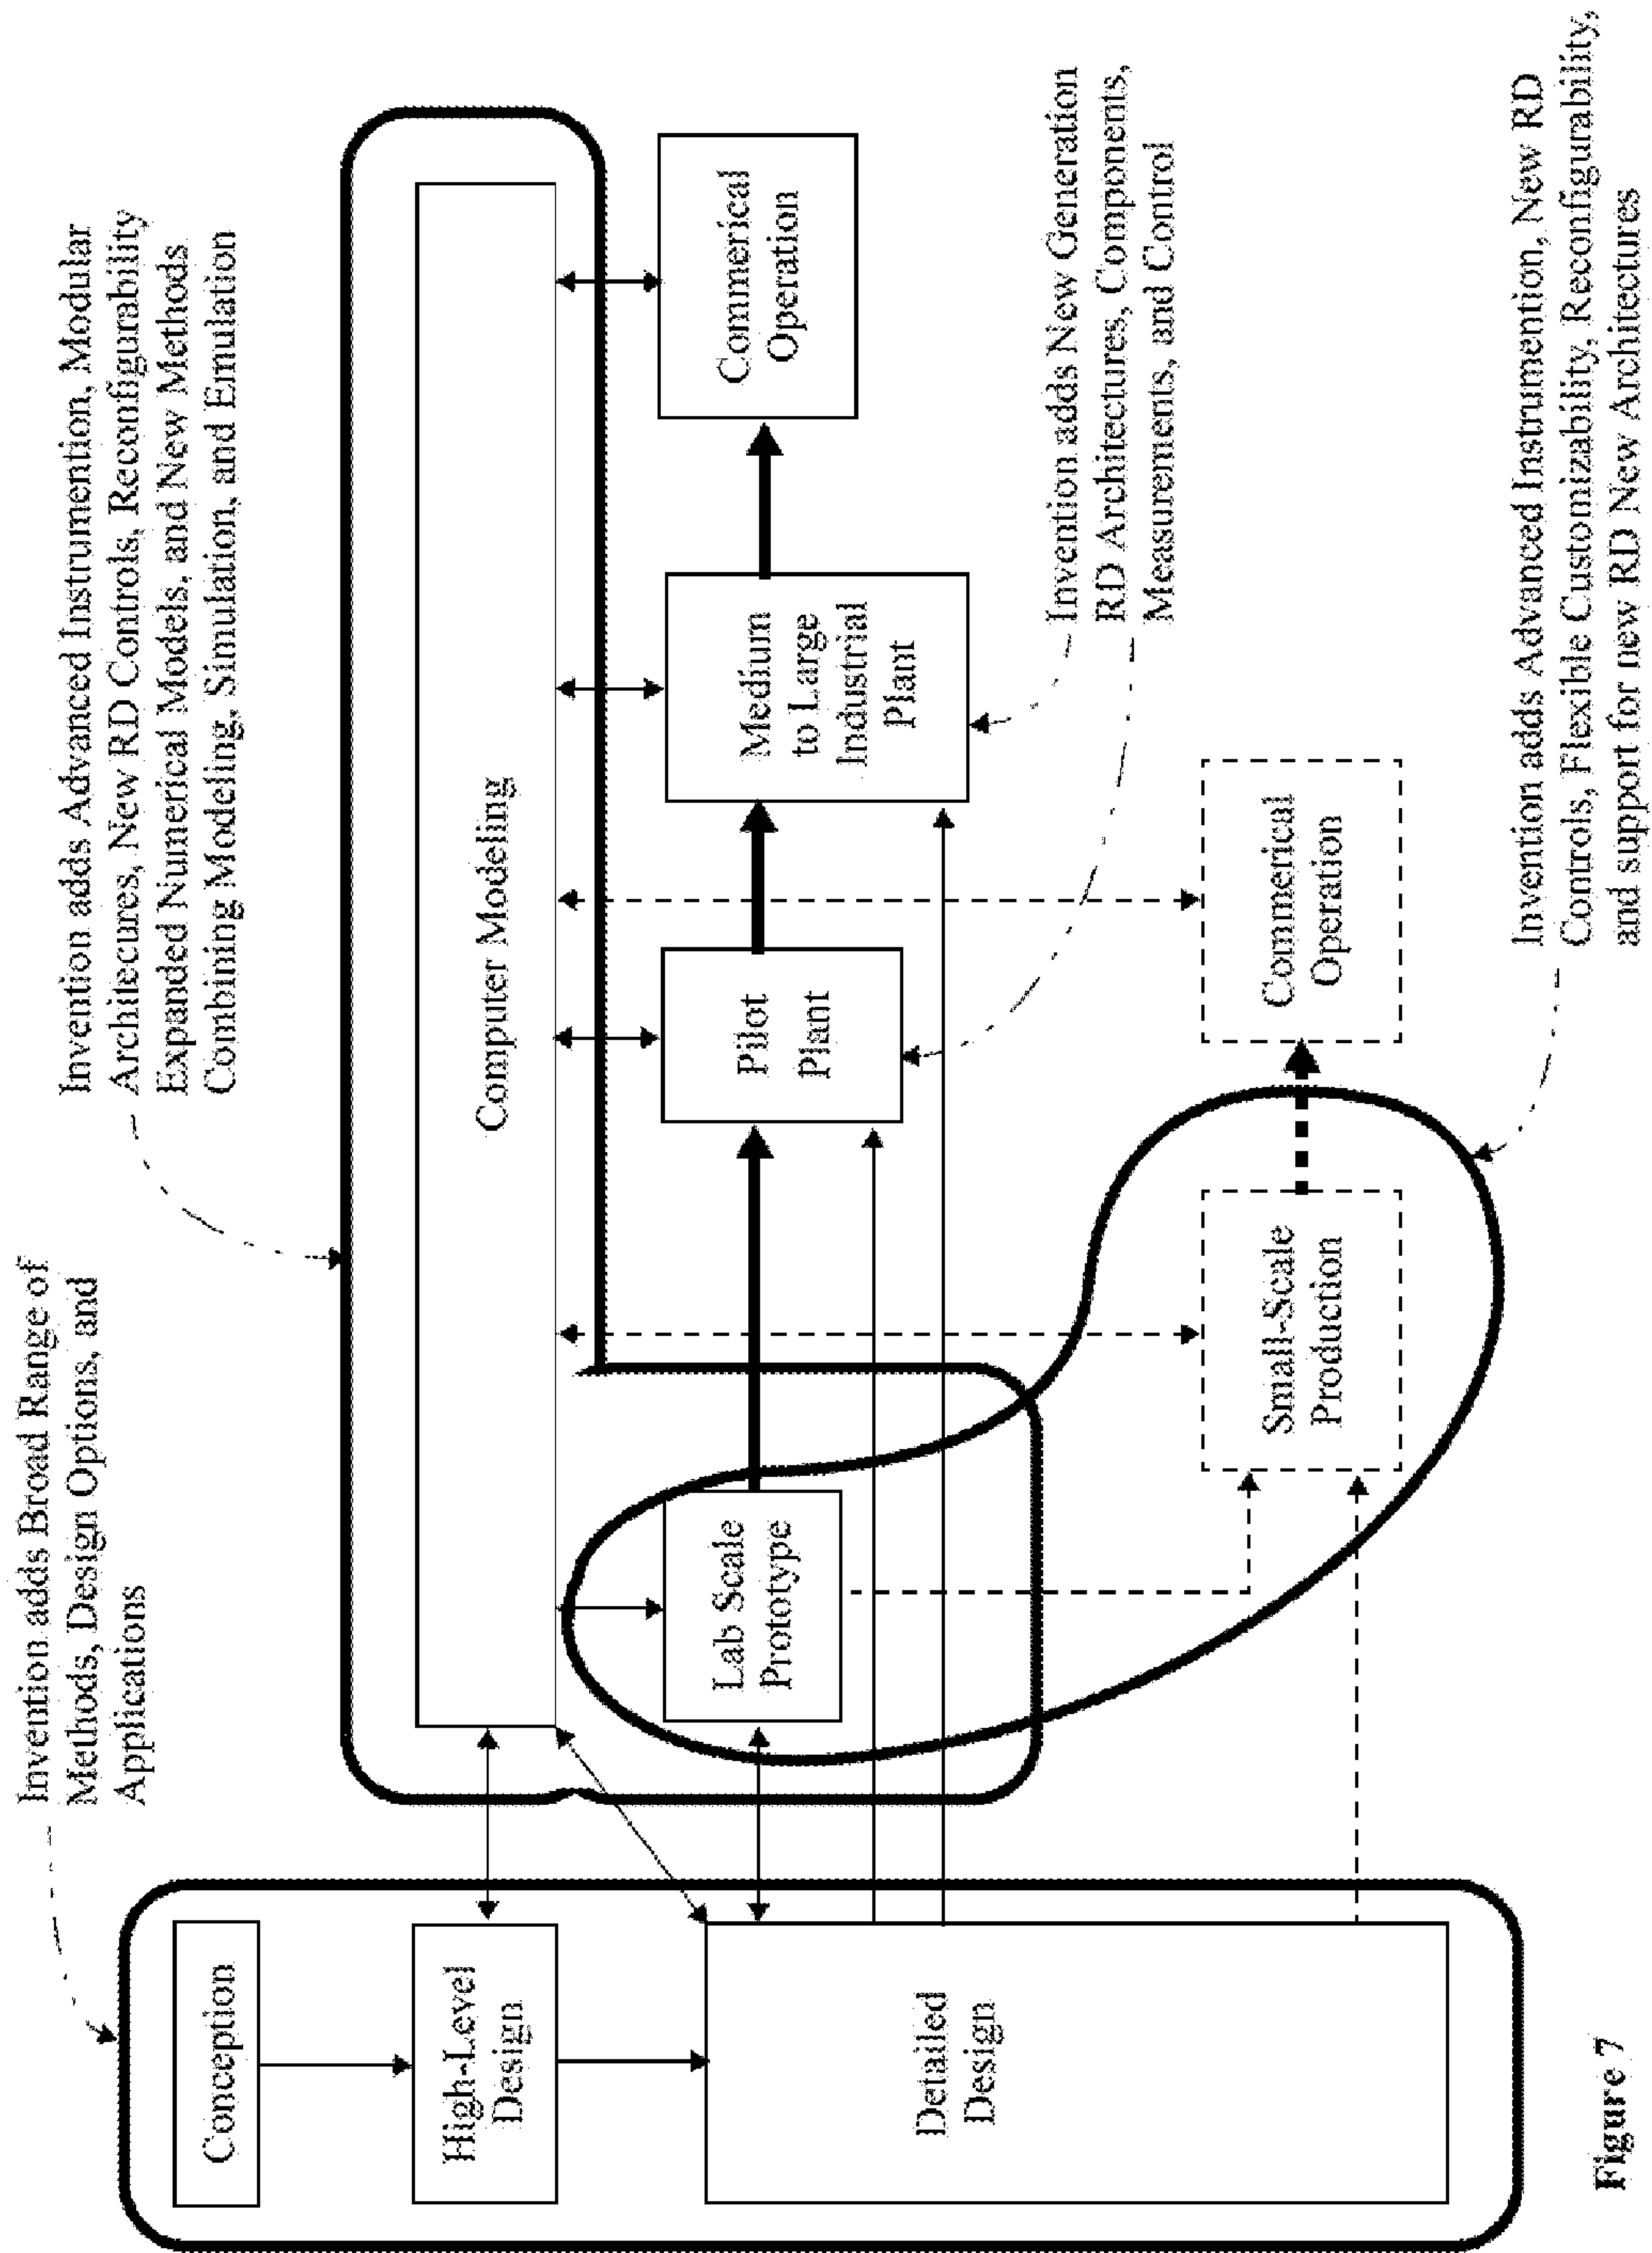 Invention adds Broad Range of
Methods, Design Options, and
Applications
Invention adds Advanced Instrumention, Modular
Architecures, New RD Controls, Reconfigurability
Expanded Numerical Models, and New Methods
Combining Modeling, Simulation, and Emulation
Conception
High-Level
Design
Detailed
Design
Computer Modeling
Lab Scale
Prototype
Pilot
Plant
Medium
to Large
Industrial
Plant
Commerical
Operation
Invention adds New Generation
RD Architectures, Components,
Measurements, and Control
Small-Scale
Production
Commerical
Operation
Invention adds Advanced Instrumention, New RD
Controls, Flexible Customizability, Reconfigurability,
and support for new RD New Architectures
Figure 7